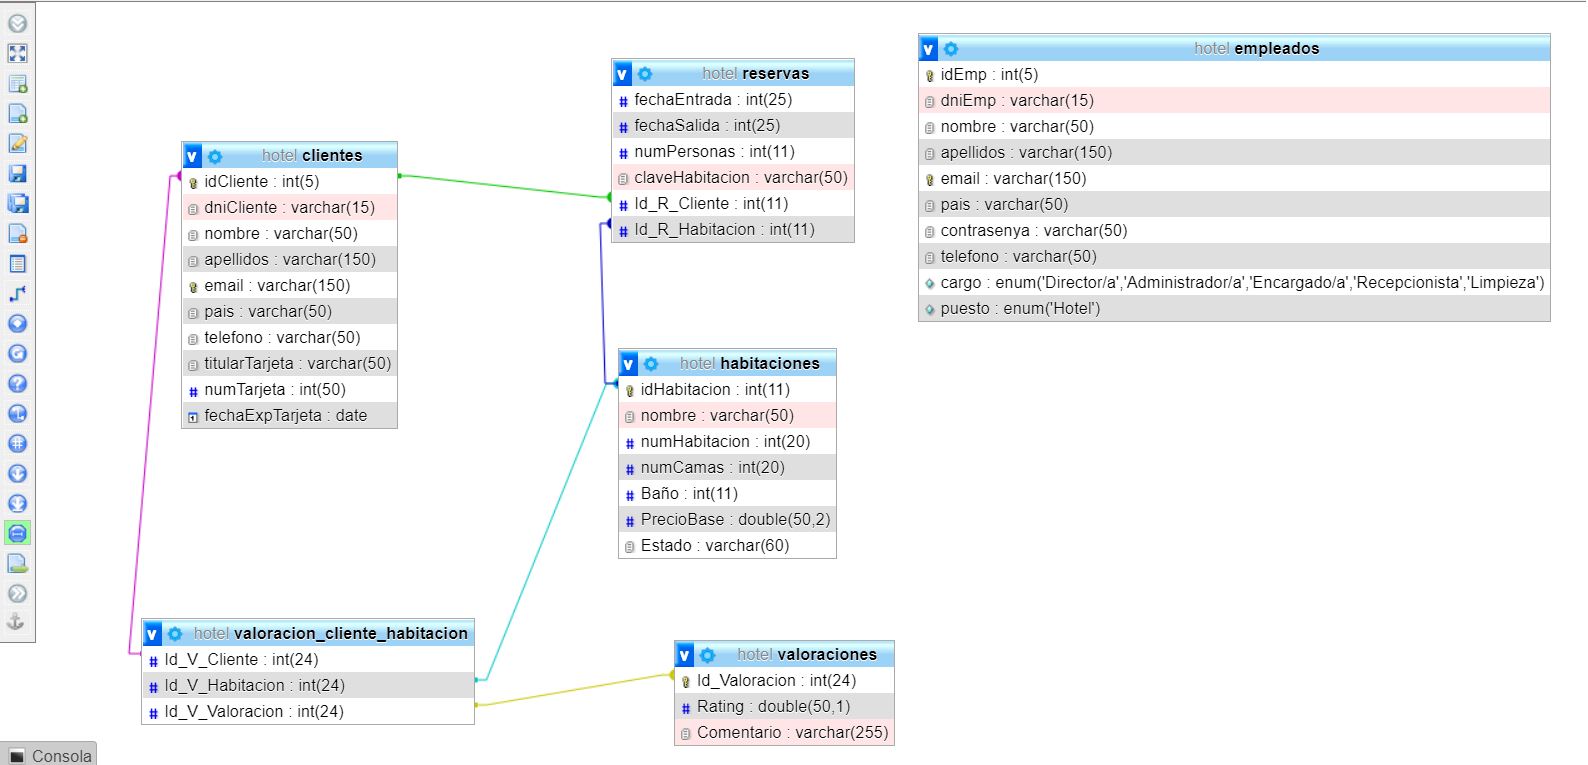 hotel clientes
idCliente : int(5)
dniCliente : varchar(15)
nombre : varchar(50)
apellidos : varchar(150)
email : varchar(150)
pais : varchar(50)
telefono : varchar(50)
titularTarjeta : varchar(50)
numTarjeta : int(50)
fechaExpTarjeta : date
hotel reservas
fechaEntrada : int(25)
fechaSalida : int(25)
numPersonas : int(11)
claveHabitacion : varchar(50)
Id_R_Cliente : int(11)
Id_R_Habitacion : int(11)
hotel empleados
idEmp : int(5)
dniEmp : varchar(15)
nombre : varchar(50)
apellidos : varchar(150)
email : varchar(150)
pais : varchar(50)
contrasenya : varchar(50)
telefono : varchar(50)
cargo : enum('Director/a','Administrador/a','Encargado/a','Recepcionista','Limpieza')
puesto : enum('Hotel')
hotel habitaciones
idHabitacion : int(11)
nombre : varchar(50)
numHabitacion : int(20)
numCamas : int(20)
Baño : int(11)
PrecioBase : double(50,2)
Estado : varchar(60)
hotel valoracion_cliente_habitacion
Id_V_Cliente : int(24)
Id_V_Habitacion : int(24)
Id_V_Valoracion : int(24)
hotel valoraciones
Id_Valoracion : int(24)
Rating : double(50,1)
Comentario : varchar(255)
Consola